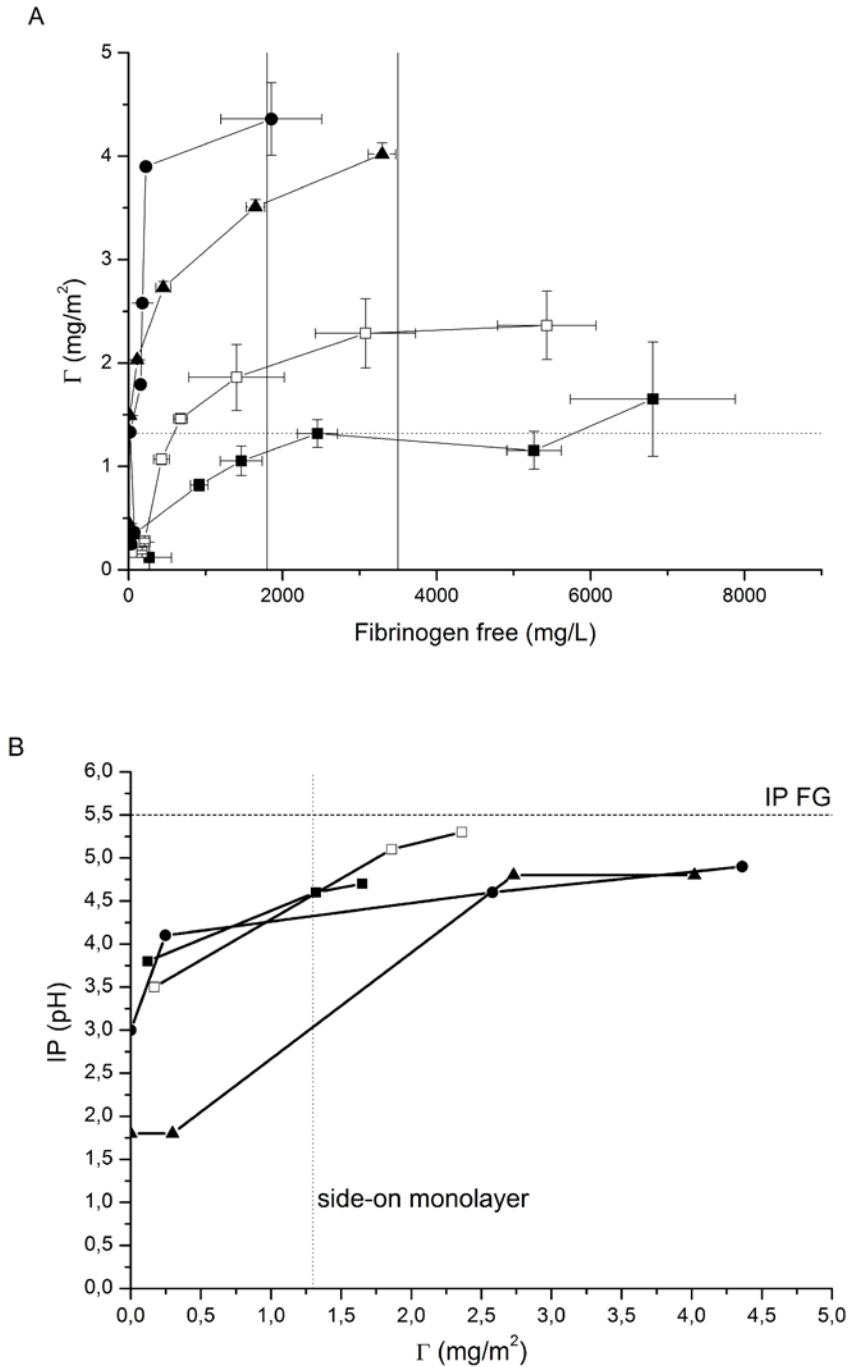 A
5
4
3
2
1
0
Γ (mg/m²)
0 2000 4000 6000 8000
Fibrinogen free (mg/L)
B
6,0
5,5
5,0
4,5
4,0
3,5
3,0
2,5
2,0
1,5
1,0
0,5
0,0
IP (pH)
IP FG
side-on monolayer
0,0 0,5 1,0 1,5 2,0 2,5 3,0 3,5 4,0 4,5 5,0
Γ (mg/m²)